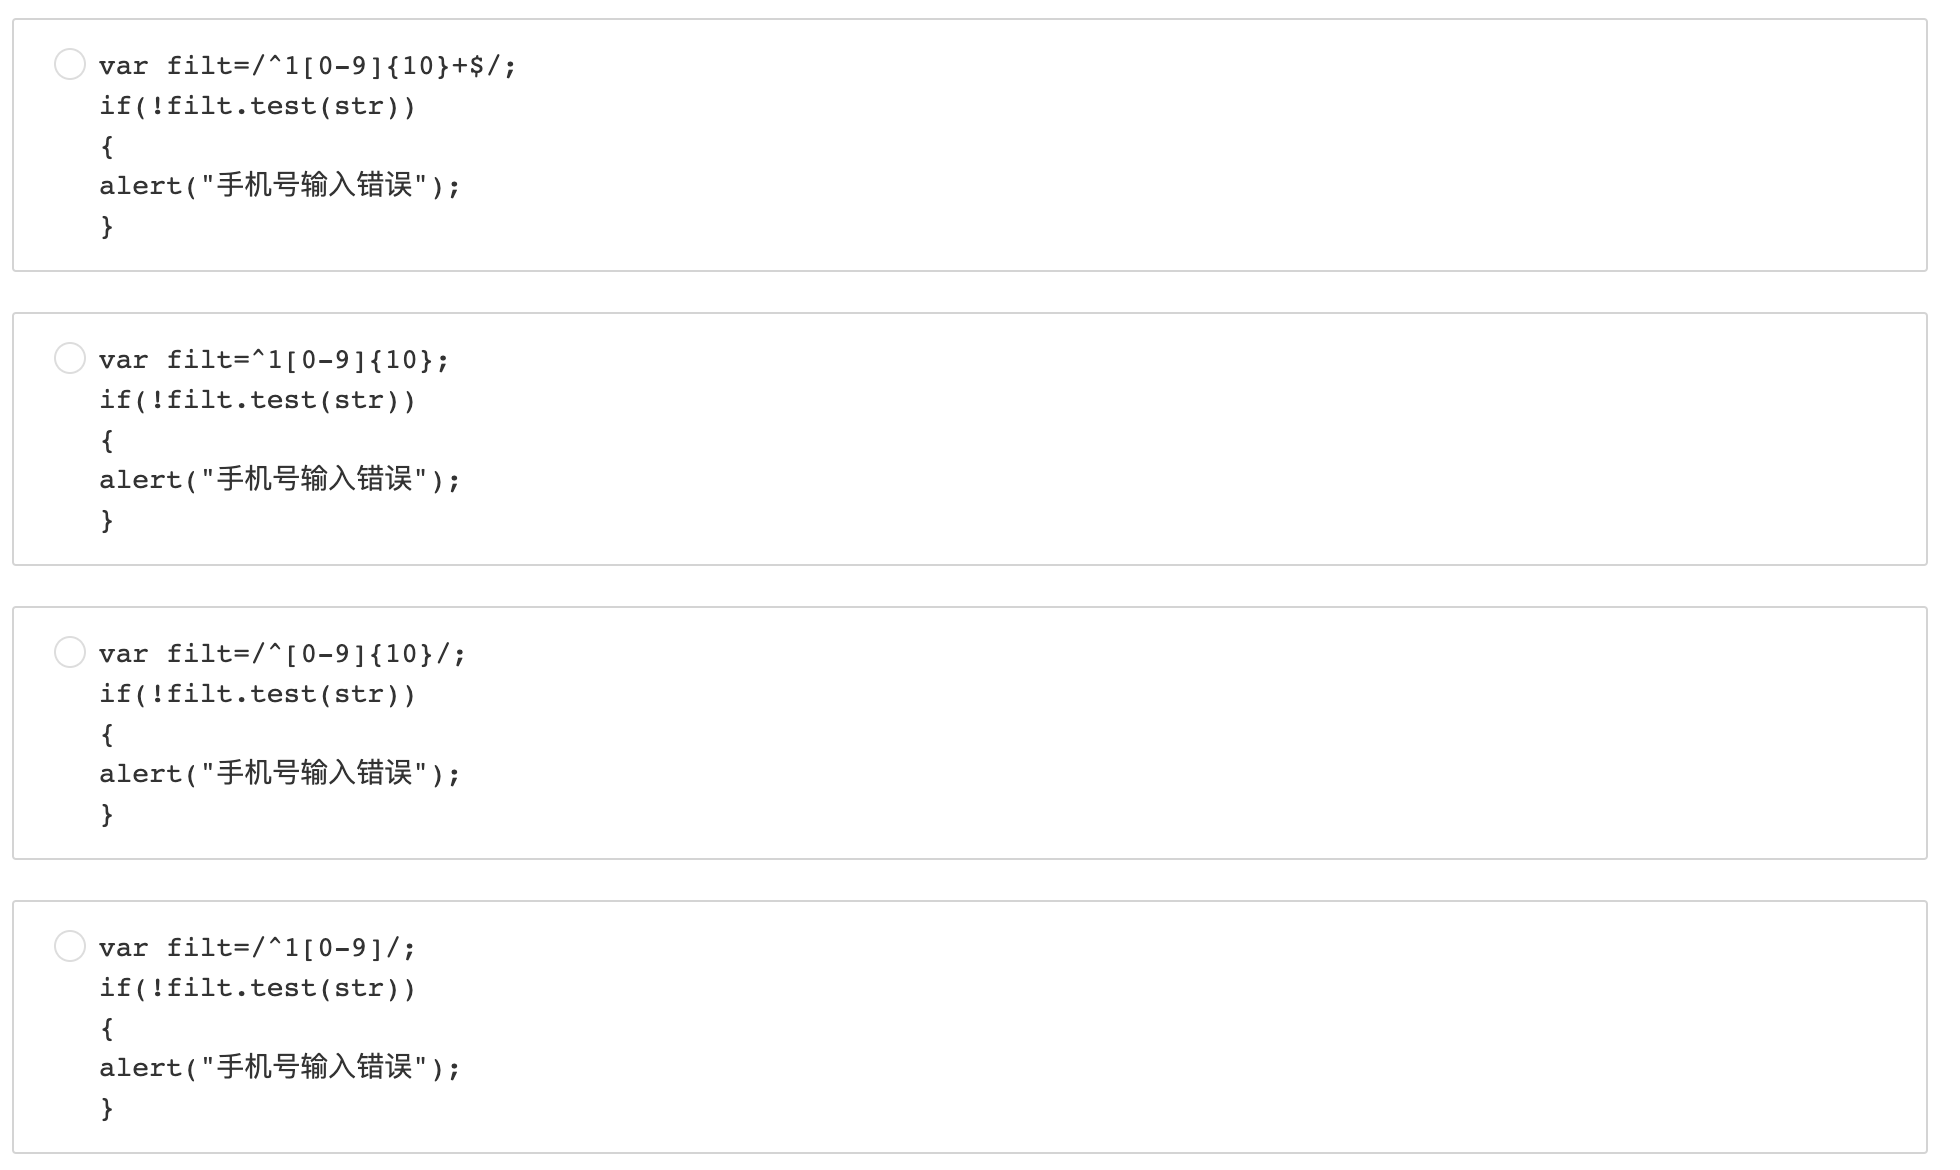 var filt=/^1[0-9]{10}+$/;
if(!filt.test(str))
{
alert("手机号输入错误");
}
var filt=^1[0-9]{10};
if(!filt.test(str))
{
alert("手机号输入错误");
}
var filt=/^[0-9]{10}/;
if(!filt.test(str))
{
alert("手机号输入错误");
}
var filt=/^1[0-9]/;
if(!filt.test(str))
{
alert("手机号输入错误");
}